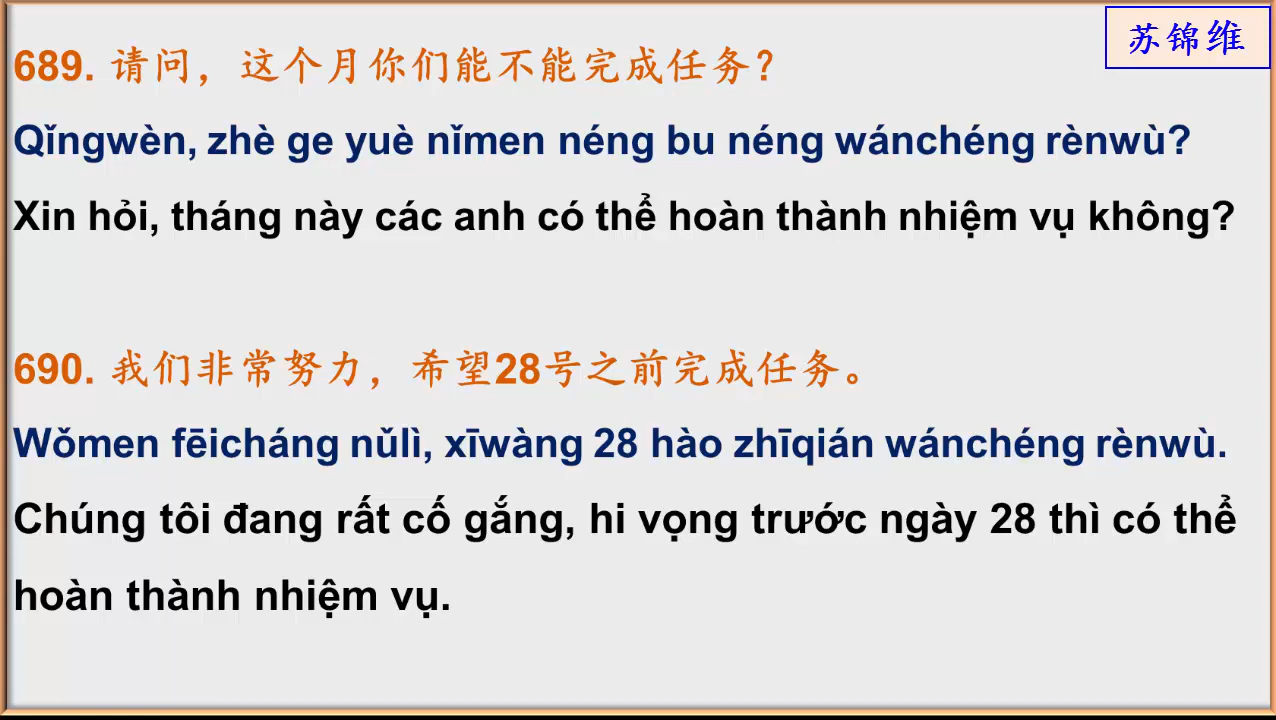 苏锦维
689. 请问，这个月你们能不能完成任务？
Qǐngwèn, zhè ge yuè nǐmen néng bu néng wánchéng rènwù?
Xin hỏi, tháng này các anh có thể hoàn thành nhiệm vụ không?
690. 我们非常努力，希望28号之前完成任务。
Wǒmen fēicháng nǔlì, xīwàng 28 hào zhīqián wánchéng rènwù.
Chúng tôi đang rất cố gắng, hi vọng trước ngày 28 thì có thể
hoàn thành nhiệm vụ.